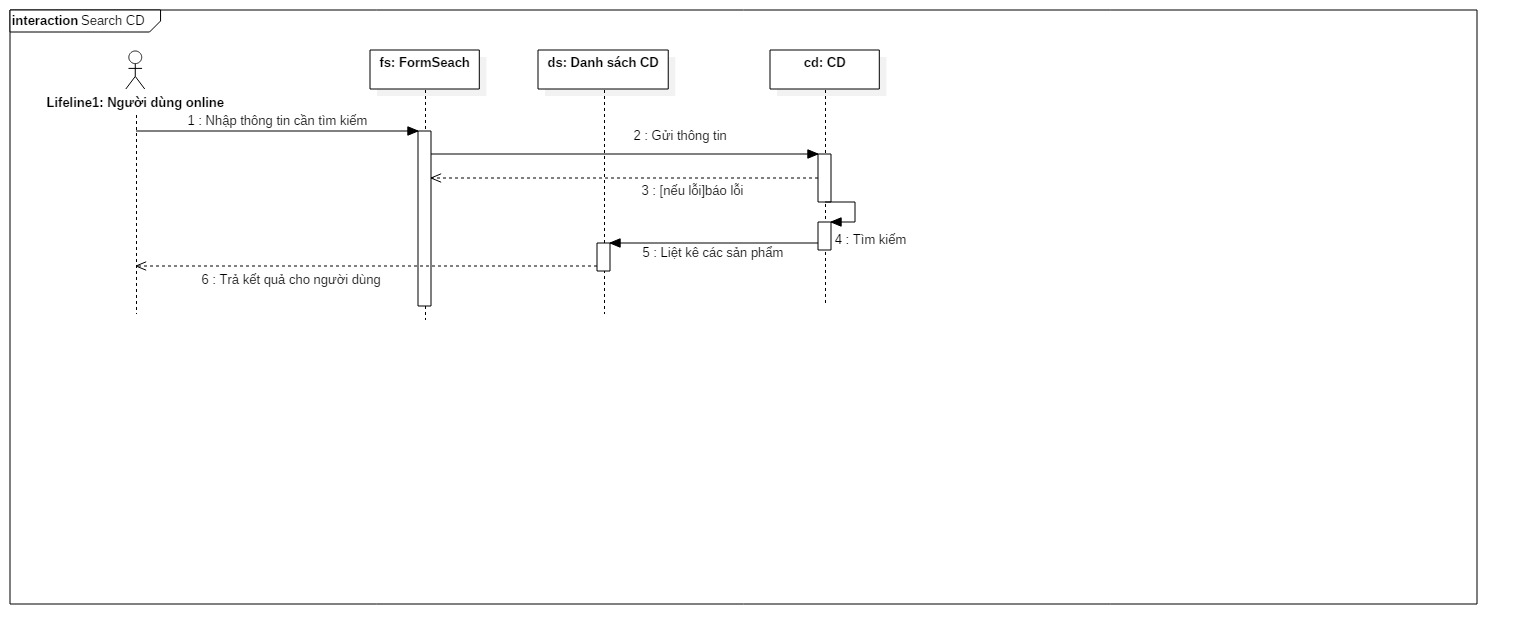 interaction Search CD
fs: FormSeach
ds: Danh sách CD
cd: CD
Lifeline1: Người dùng online
1 : Nhập thông tin cần tìm kiếm
2 : Gửi thông tin
3 : [nếu lỗi]báo lỗi
4 : Tìm kiếm
5 : Liệt kê các sản phẩm
6 : Trả kết quả cho người dùng